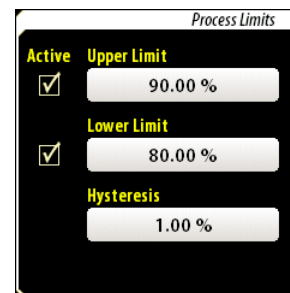 Process Limits
Active Upper Limit
90.00 %
Lower Limit
80.00 %
Hysteresis
1.00 %